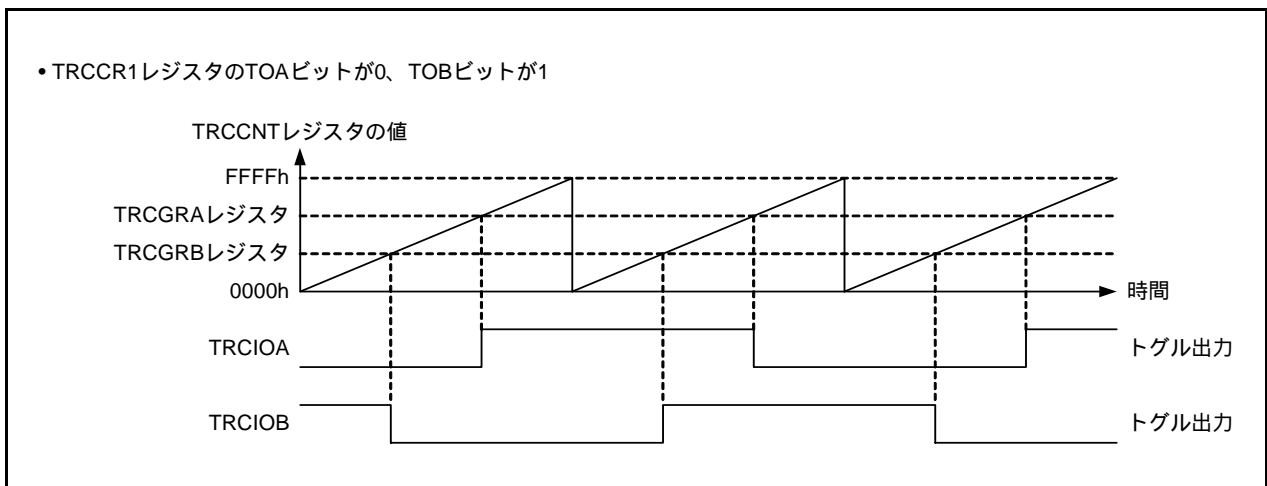 • TRCCR1レジスタのTOAビットが0、TOBビットが1
TRCCNTレジスタの値
FFFFh
TRCGRAレジスタ
TRCGRBレジスタ
0000h
時間
TRCIOA
トグル出力
TRCIOB
トグル出力